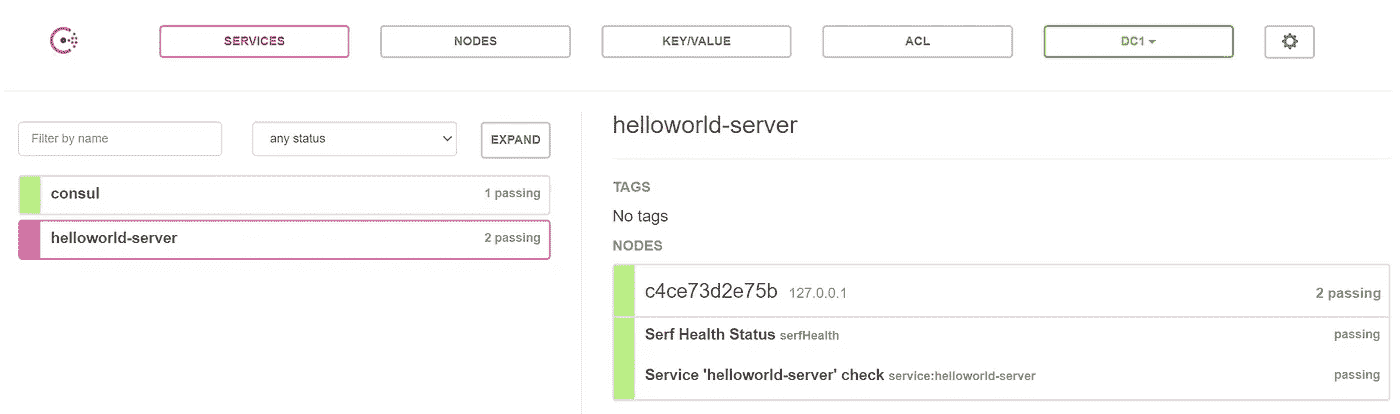 SERVICES NODES KEY/VALUE ACL DC1
Filter by name any status EXPAND
consul 1 passing
helloworld-server 2 passing
helloworld-server
TAGS
No tags
NODES
c4ce73d2e75b 127.0.0.1 2 passing
Serf Health Status serfHealth passing
Service 'helloworld-server' check service:helloworld-server passing